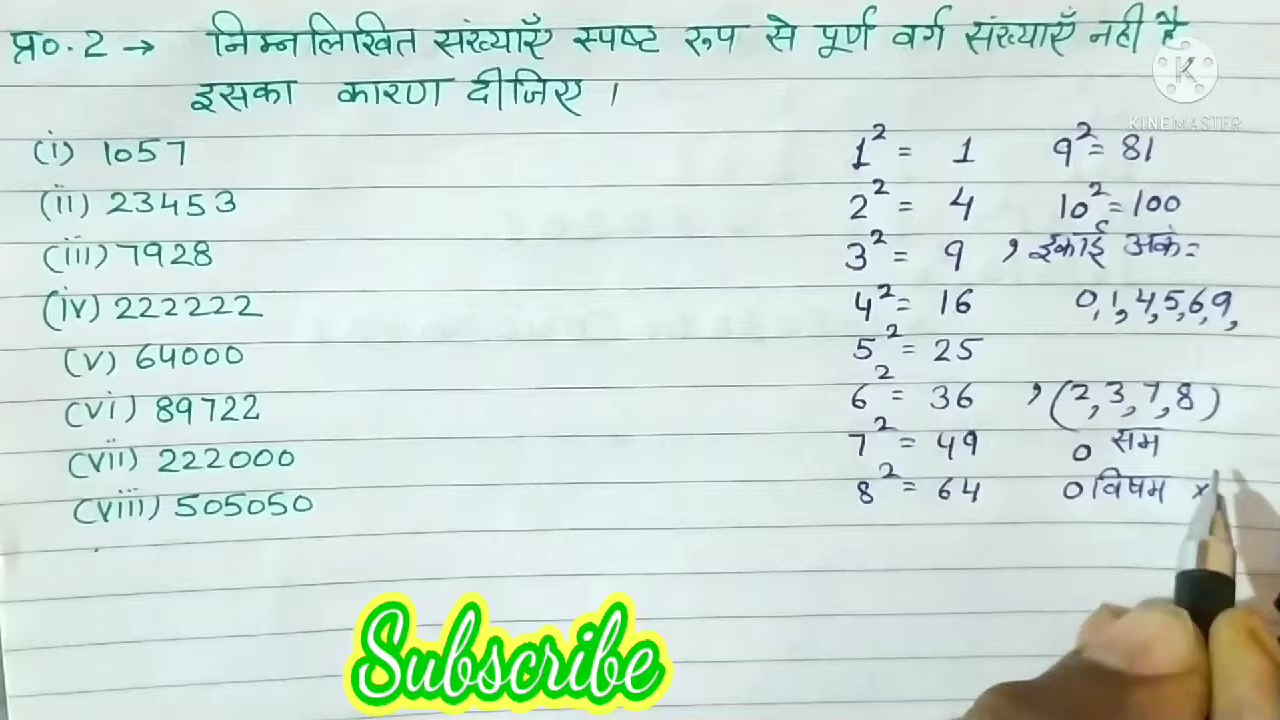 प्र०. 2 → निम्नलिखित संख्याएँ स्पष्ट रुप से पूर्ण वर्ग संख्याएँ नही है
इसका कारण दीजिए ।
K
KINEMASTER
(i) 1057
(ii) 23453
(iii) 7928
(iv) 222222
(v) 64000
(vi) 89722
(vii) 222000
(viii) 505050
1² = 1
2² = 4
3² = 9
4² = 16
5² = 25
6² = 36
7² = 49
8² = 64
9² = 81
10² = 100
, इकाई अकं =
0,1,4,5,6,9,
, (2,3,7,8)
0 सम
0 विषम ×
Subscribe